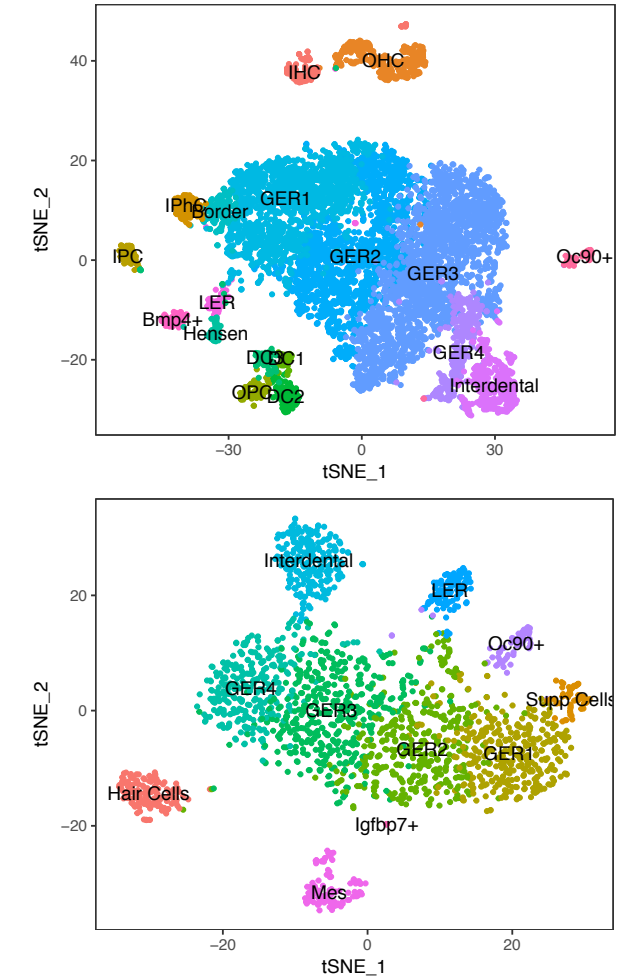 40
20
0
−20
−30
0
30
tSNE_1
tSNE_2
IHC
OHC
GER1
IPhC
Border
IPC
GER2
GER3
Oc90+
LER
Bmp4+
Hensen
GER4
DC3
DC1
Interdental
OPC
DC2
20
0
−20
−20
0
20
tSNE_1
tSNE_2
Interdental
LER
Oc90+
GER4
Supp Cells
GER3
GER2
GER1
Hair Cells
Igfbp7+
Mes